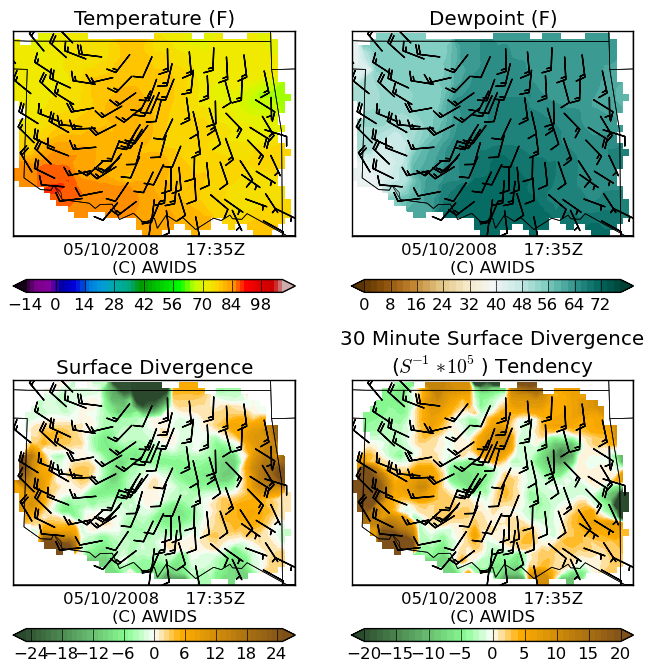 Temperature (F)
Dewpoint (F)
05/10/2008 17:35Z
(C) AWIDS
−14 0 14 28 42 56 70 84 98
05/10/2008 17:35Z
(C) AWIDS
0 8 16 24 32 40 48 56 64 72
Surface Divergence
30 Minute Surface Divergence
(S⁻¹ ∗10⁵ ) Tendency
05/10/2008 17:35Z
(C) AWIDS
−24 −18 −12 −6 0 6 12 18 24
05/10/2008 17:35Z
(C) AWIDS
−20 −15 −10 −5 0 5 10 15 20